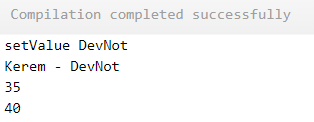 Compilation completed successfully
setValue DevNot
Kerem - DevNot
35
40